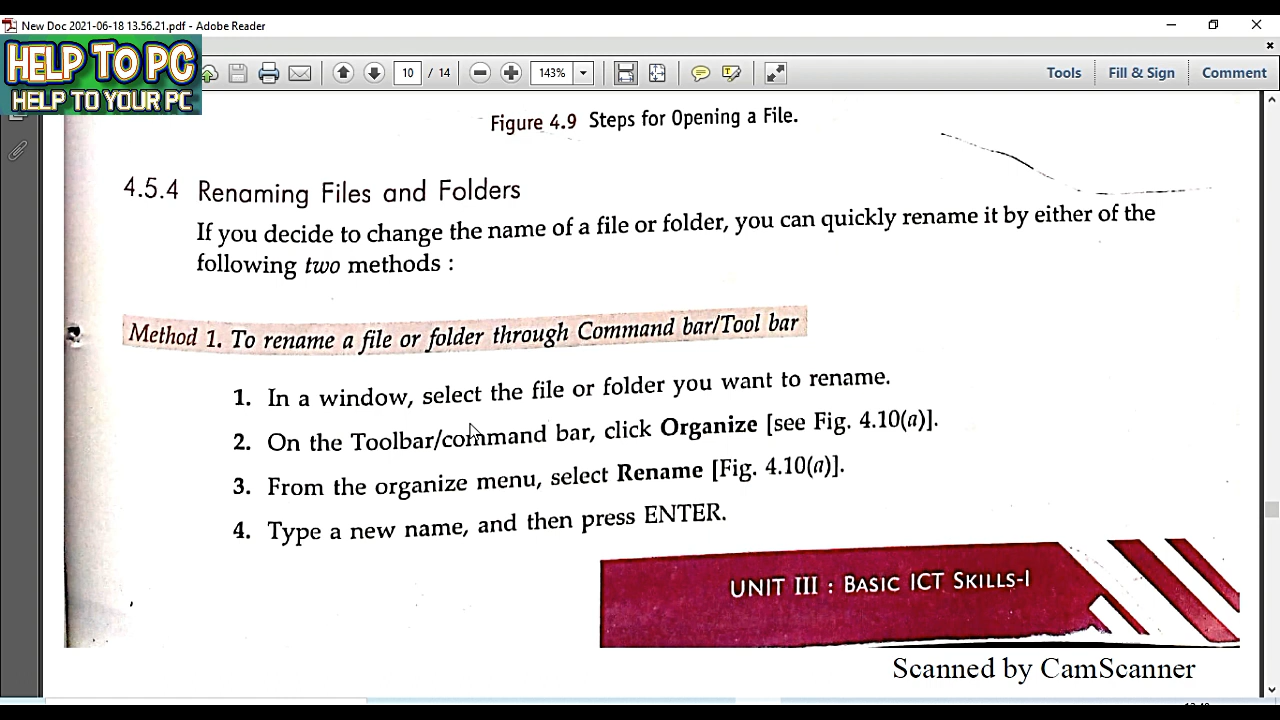 New Doc 2021-06-18 13.56.21.pdf - Adobe Reader
HELP TO PC
HELP TO YOUR PC
10 / 14
143%
Tools
Fill & Sign
Comment
Figure 4.9 Steps for Opening a File.
4.5.4 Renaming Files and Folders
If you decide to change the name of a file or folder, you can quickly rename it by either of the
following two methods :
Method 1. To rename a file or folder through Command bar/Tool bar
1. In a window, select the file or folder you want to rename.
2. On the Toolbar/command bar, click Organize [see Fig. 4.10(a)].
3. From the organize menu, select Rename [Fig. 4.10(a)].
4. Type a new name, and then press ENTER.
UNIT III : BASIC ICT SKILLS-I
Scanned by CamScanner